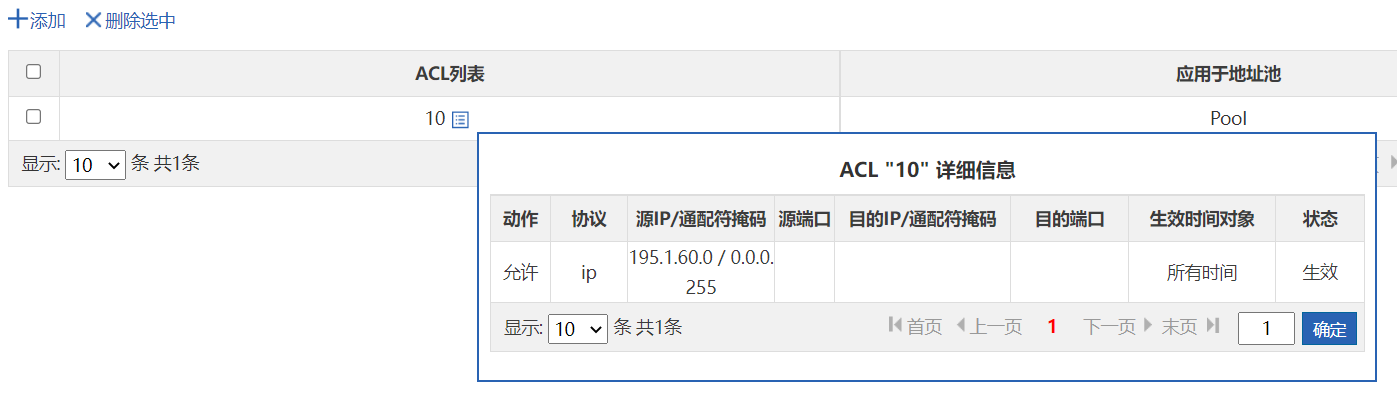 添加 删除选中
ACL列表 应用于地址池
10 Pool
显示: 10 条 共1条
ACL "10" 详细信息
动作 协议 源IP/通配符掩码 源端口 目的IP/通配符掩码 目的端口 生效时间对象 状态
允许 ip 195.1.60.0 / 0.0.0. 所有时间 生效
255
显示: 10 条 共1条 首页 上一页 1 下一页 末页 1 确定